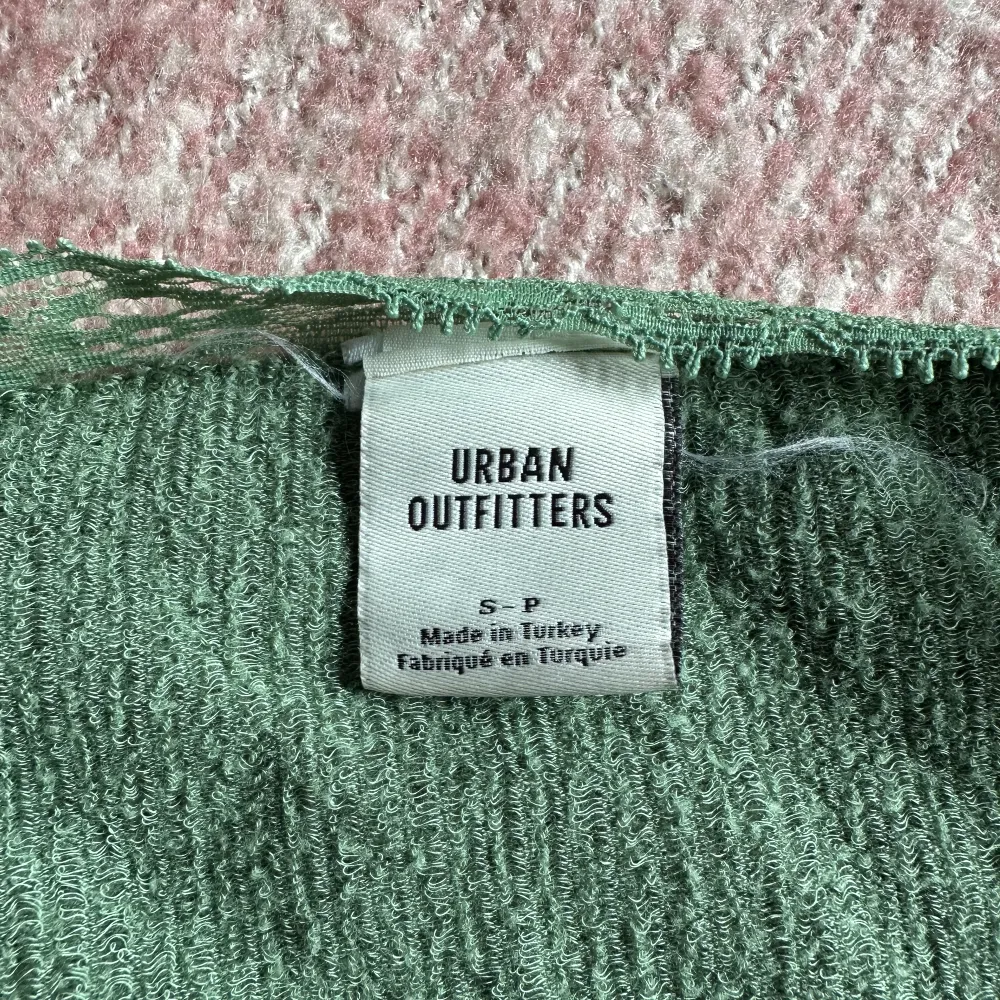 URBAN
OUTFITTERS
S-P
Made in Turkey
Fabriqué en Turquie